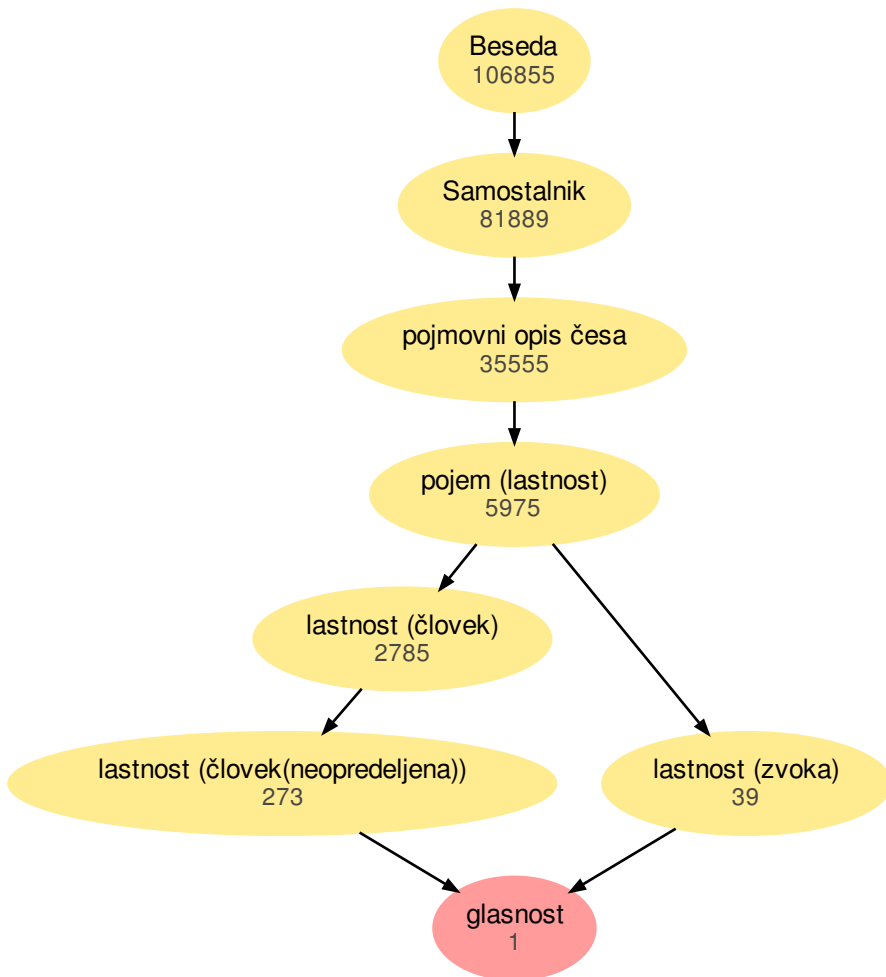 Beseda
106855
Samostalnik
81889
pojmovni opis česa
35555
pojem (lastnost)
5975
lastnost (človek)
2785
lastnost (človek(neopredeljena))
273
lastnost (zvoka)
39
glasnost
1